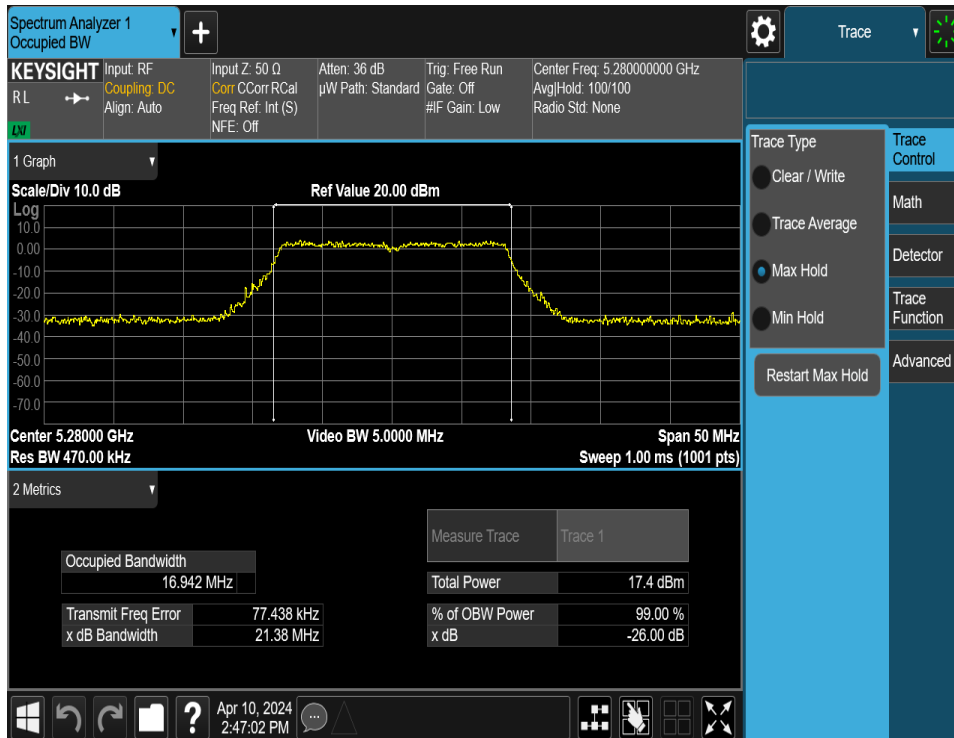 Spectrum Analyzer 1
Occupied BW
+
Trace
KEYSIGHT
R L
LXI
Input: RF
Coupling: DC
Align: Auto
Input Z: 50 Ω
Corr CCorr RCal
Freq Ref: Int (S)
NFE: Off
Atten: 36 dB
µW Path: Standard
Trig: Free Run
Gate: Off
#IF Gain: Low
Center Freq: 5.280000000 GHz
Avg|Hold: 100/100
Radio Std: None
1 Graph
Scale/Div 10.0 dB
Ref Value 20.00 dBm
Log
10.0
0.00
-10.0
-20.0
-30.0
-40.0
-50.0
-60.0
-70.0
Center 5.28000 GHz
Video BW 5.0000 MHz
Span 50 MHz
Res BW 470.00 kHz
Sweep 1.00 ms (1001 pts)
2 Metrics
Measure Trace Trace 1
Occupied Bandwidth
16.942 MHz
Total Power 17.4 dBm
Transmit Freq Error 77.438 kHz
% of OBW Power 99.00 %
x dB Bandwidth 21.38 MHz
x dB -26.00 dB
Trace Type
Clear / Write
Trace Average
Max Hold
Min Hold
Restart Max Hold
Trace
Control
Math
Detector
Trace
Function
Advanced
?
Apr 10, 2024
2:47:02 PM